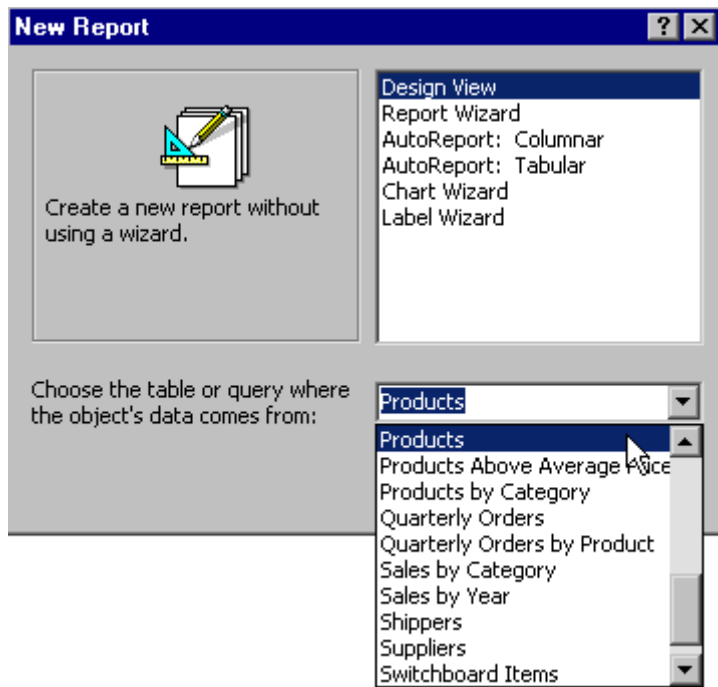 New Report
Design View
Report Wizard
AutoReport:  Columnar
AutoReport:  Tabular
Chart Wizard
Label Wizard
Create a new report without
using a wizard.
Choose the table or query where
the object's data comes from:
Products
Products
Products Above Average Price
Products by Category
Quarterly Orders
Quarterly Orders by Product
Sales by Category
Sales by Year
Shippers
Suppliers
Switchboard Items